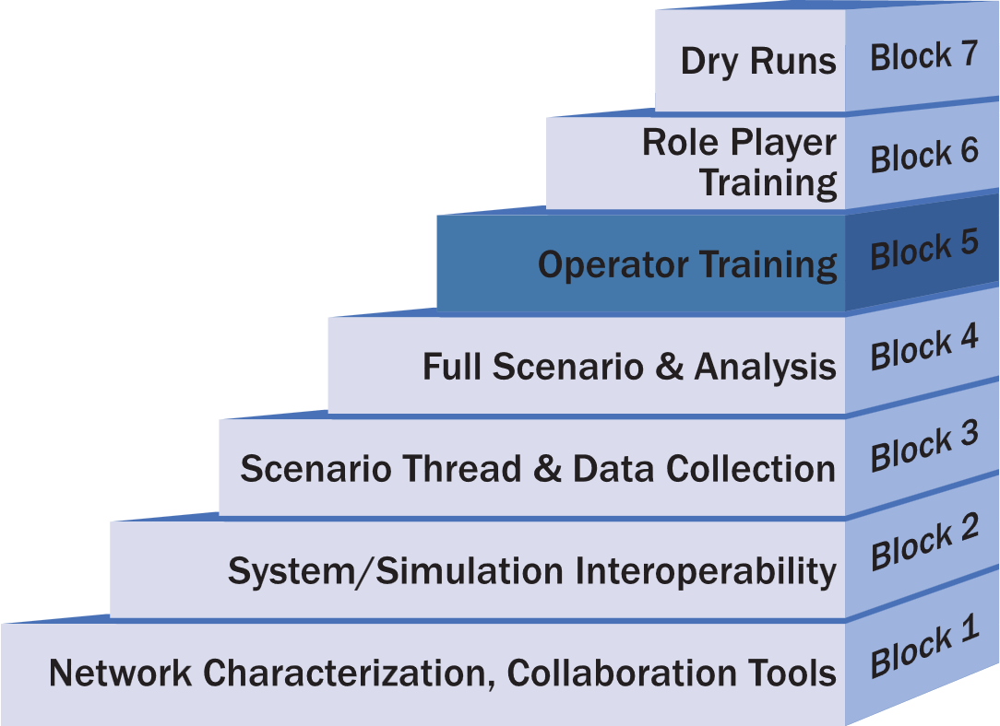 Dry Runs
Block 7
Role Player
Training
Block 6
Operator Training
Block 5
Full Scenario & Analysis
Block 4
Scenario Thread & Data Collection
Block 3
System/Simulation Interoperability
Block 2
Network Characterization, Collaboration Tools
Block 1